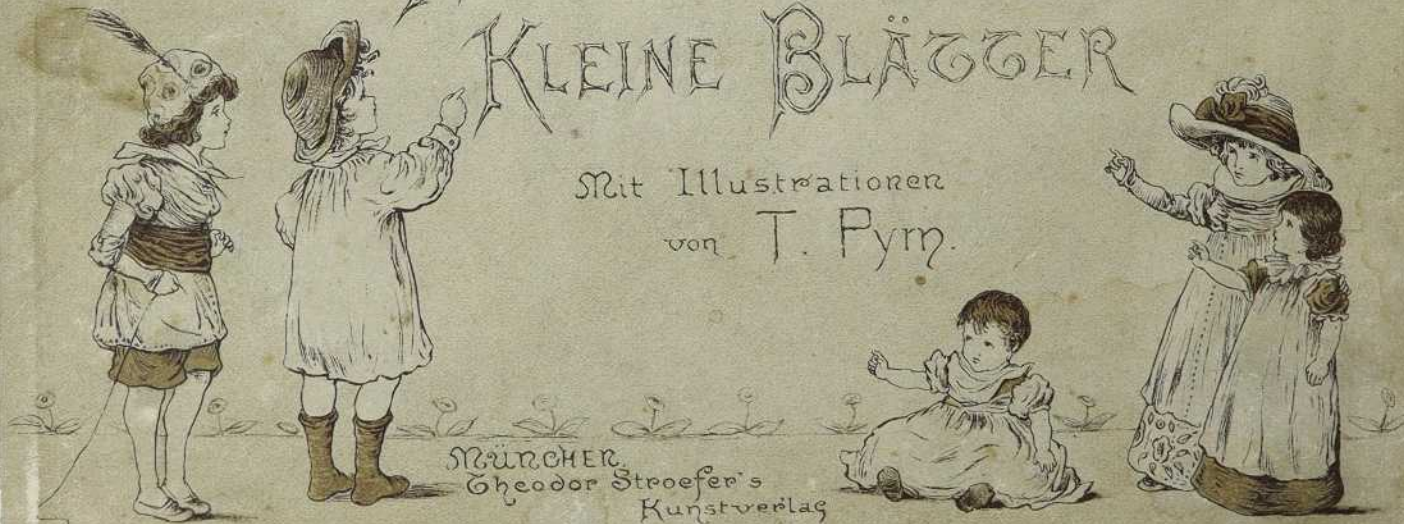 KLEINE BLÄTTER
Mit Illustrationen
von T. Pym.
MÜNCHEN,
Theodor Stroefer's
Kunstverlag